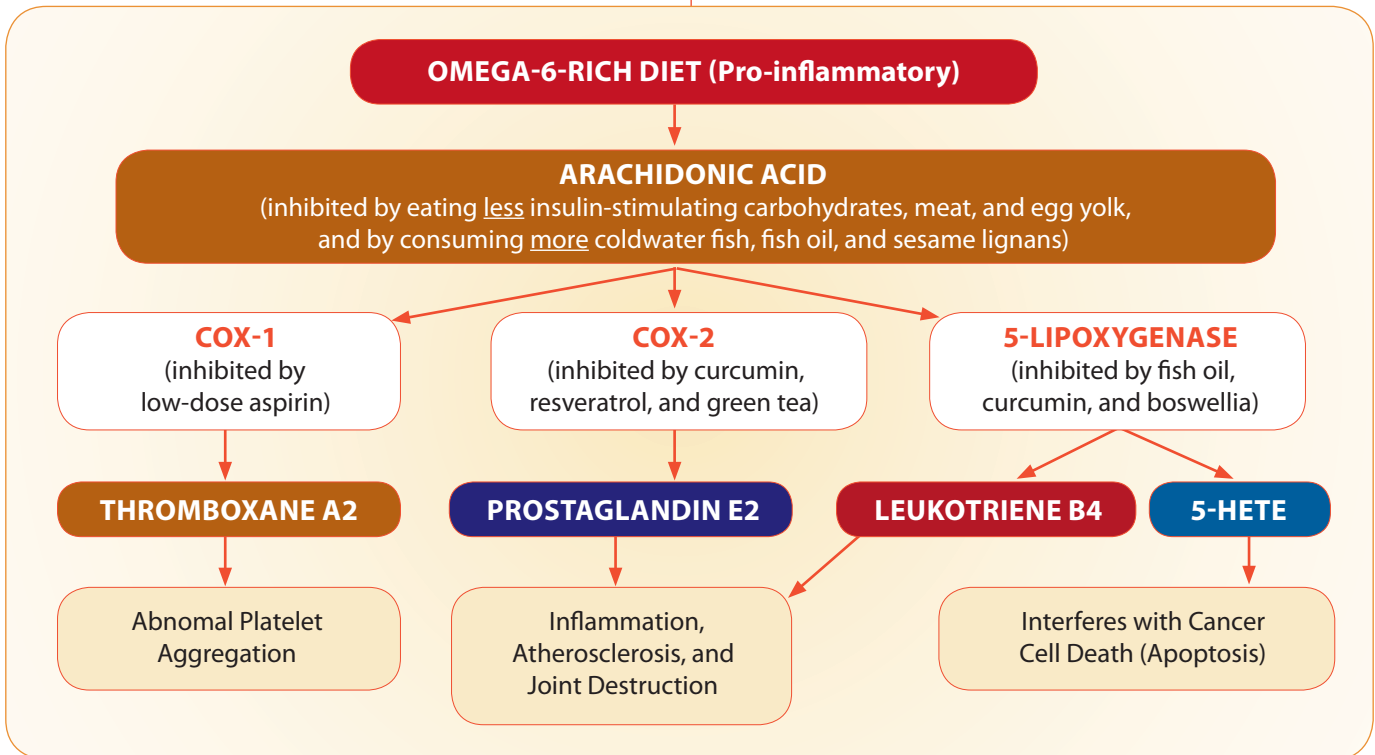 OMEGA-6-RICH DIET (Pro-inflammatory)
ARACHIDONIC ACID
(inhibited by eating less insulin-stimulating carbohydrates, meat, and egg yolk,
and by consuming more coldwater fish, fish oil, and sesame lignans)
COX-1
(inhibited by
low-dose aspirin)
COX-2
(inhibited by curcumin,
resveratrol, and green tea)
5-LIPOXYGENASE
(inhibited by fish oil,
curcumin, and boswellia)
THROMBOXANE A2
PROSTAGLANDIN E2
LEUKOTRIENE B4
5-HETE
Abnomal Platelet
Aggregation
Inflammation,
Atherosclerosis, and
Joint Destruction
Interferes with Cancer
Cell Death (Apoptosis)